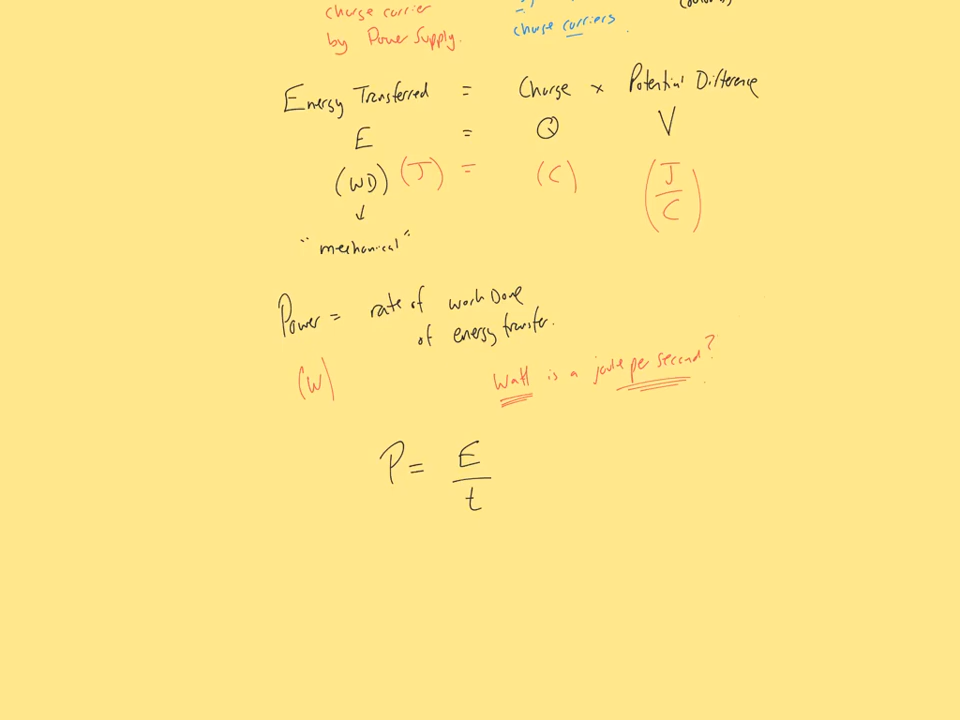 charge carrier
by Power Supply.
charge carriers.
Energy Transferred = Charge x Potential Difference
E = Q V
(WD) (J) = (C) (J/C)
↓
"mechanical"
Power = rate of work Done
of energy transfer.
(W) Watt is a joule per second?
P = E/t